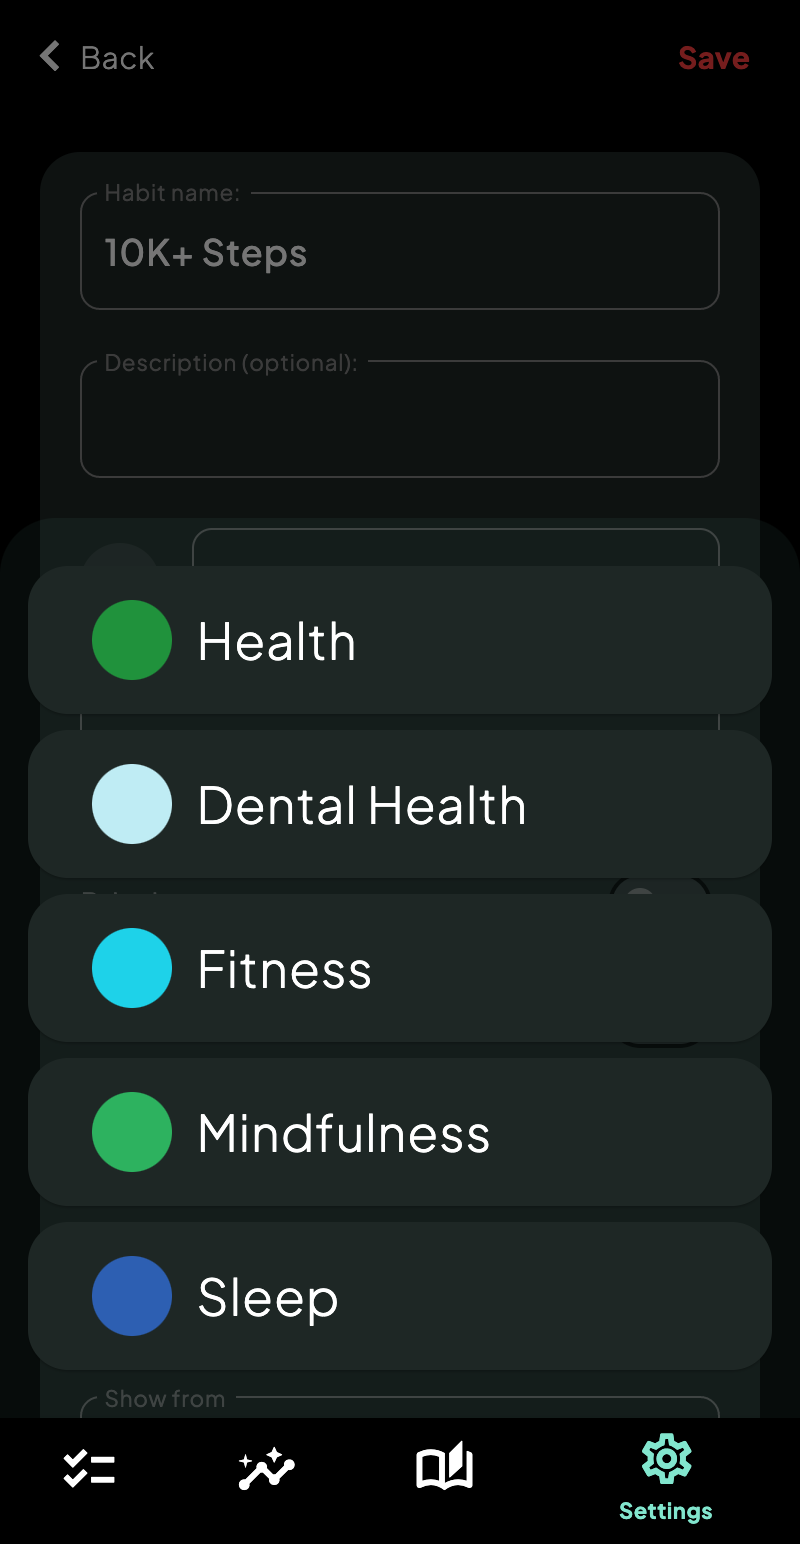 Back
Save
Habit name:
10K+ Steps
Description (optional):
Health
Dental Health
Fitness
Mindfulness
Sleep
Show from
Settings